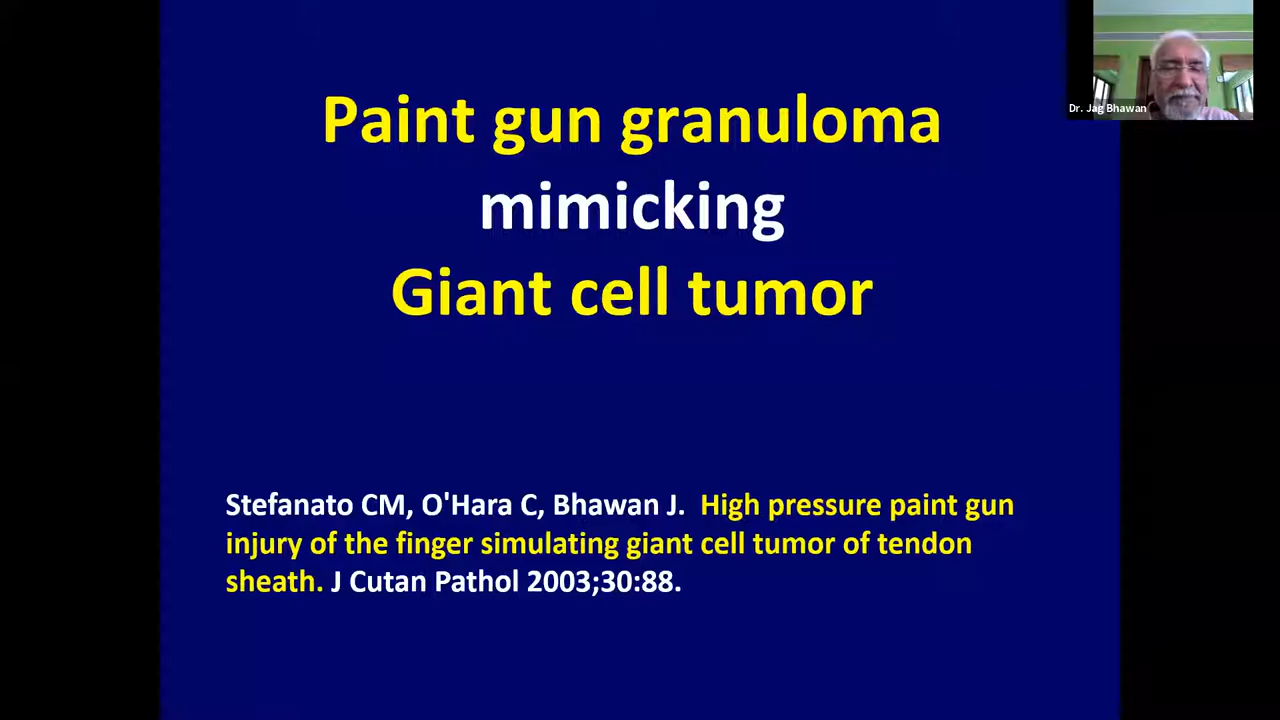 Paint gun granuloma
mimicking
Giant cell tumor
Dr. Jag Bhawan
Stefanato CM, O'Hara C, Bhawan J. High pressure paint gun
injury of the finger simulating giant cell tumor of tendon
sheath. J Cutan Pathol 2003;30:88.